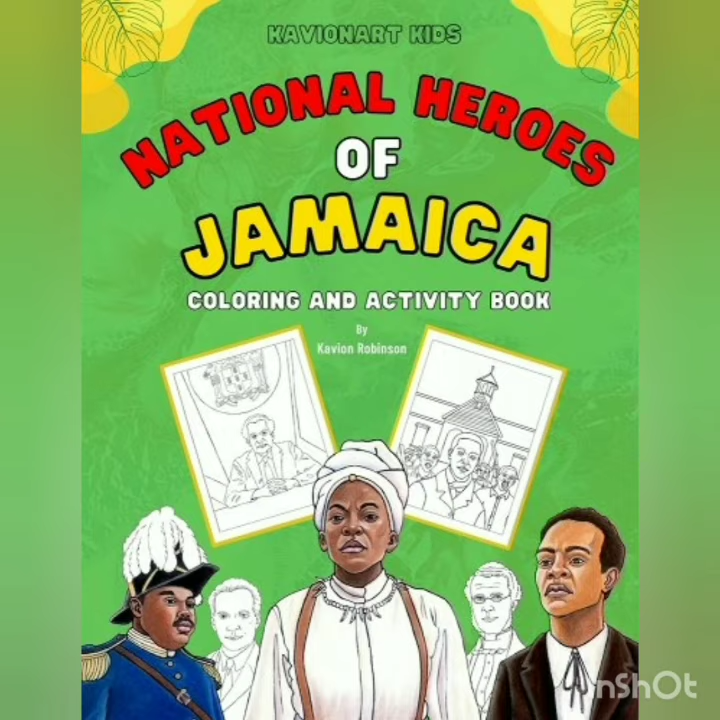 KAVIONART KIDS
NATIONAL HEROES
OF
JAMAICA
COLORING AND ACTIVITY BOOK
By
Kavion Robinson
nShOt